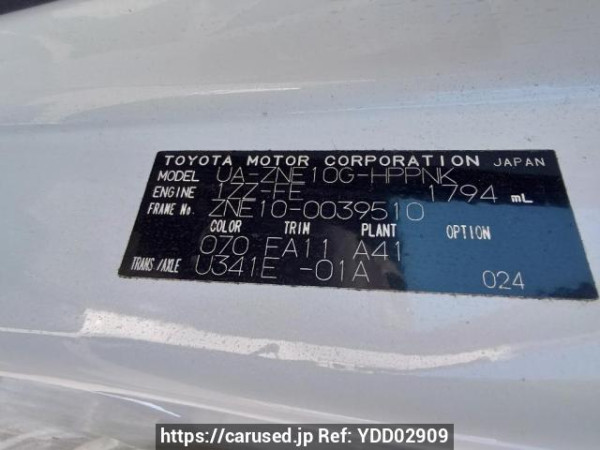 TOYOTA MOTOR CORPORATION JAPAN
MODEL UA-ZNE10G-HPPNK
ENGINE 1ZZ-FE 1794 mL
FRAME No. ZNE10-0039510
COLOR TRIM PLANT OPTION
070 FA11 A41
TRANS/AXLE U341E -01A 024
https://carused.jp Ref: YDD02909